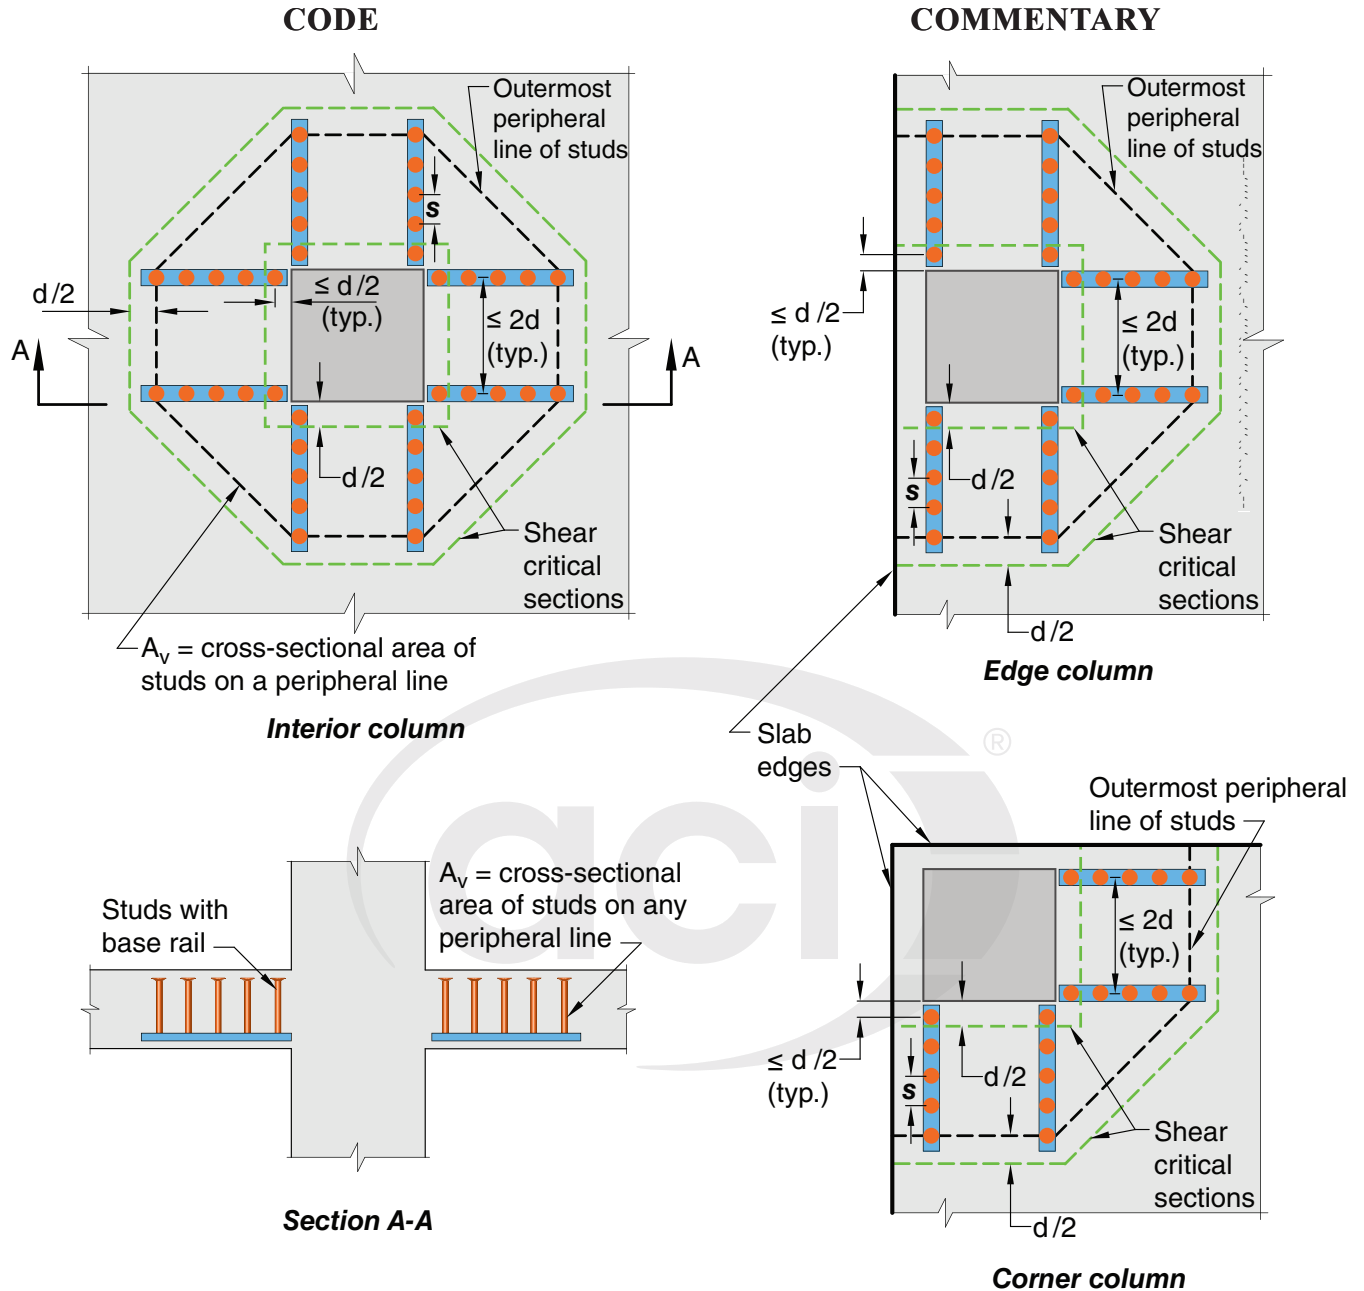 CODE
COMMENTARY
Outermost
peripheral
line of studs
s
d/2
≤ d/2
(typ.)
≤ 2d
(typ.)
A
A
d/2
Shear
critical
sections
A_v = cross-sectional area of
studs on a peripheral line
Interior column
Outermost
peripheral
line of studs
≤ d/2
(typ.)
≤ 2d
(typ.)
s
d/2
Shear
critical
sections
d/2
Edge column
Slab
edges
aci
®
Studs with
base rail
A_v = cross-sectional
area of studs on any
peripheral line
Section A-A
Outermost peripheral
line of studs
≤ 2d
(typ.)
≤ d/2
(typ.)
s
d/2
Shear
critical
sections
d/2
Corner column